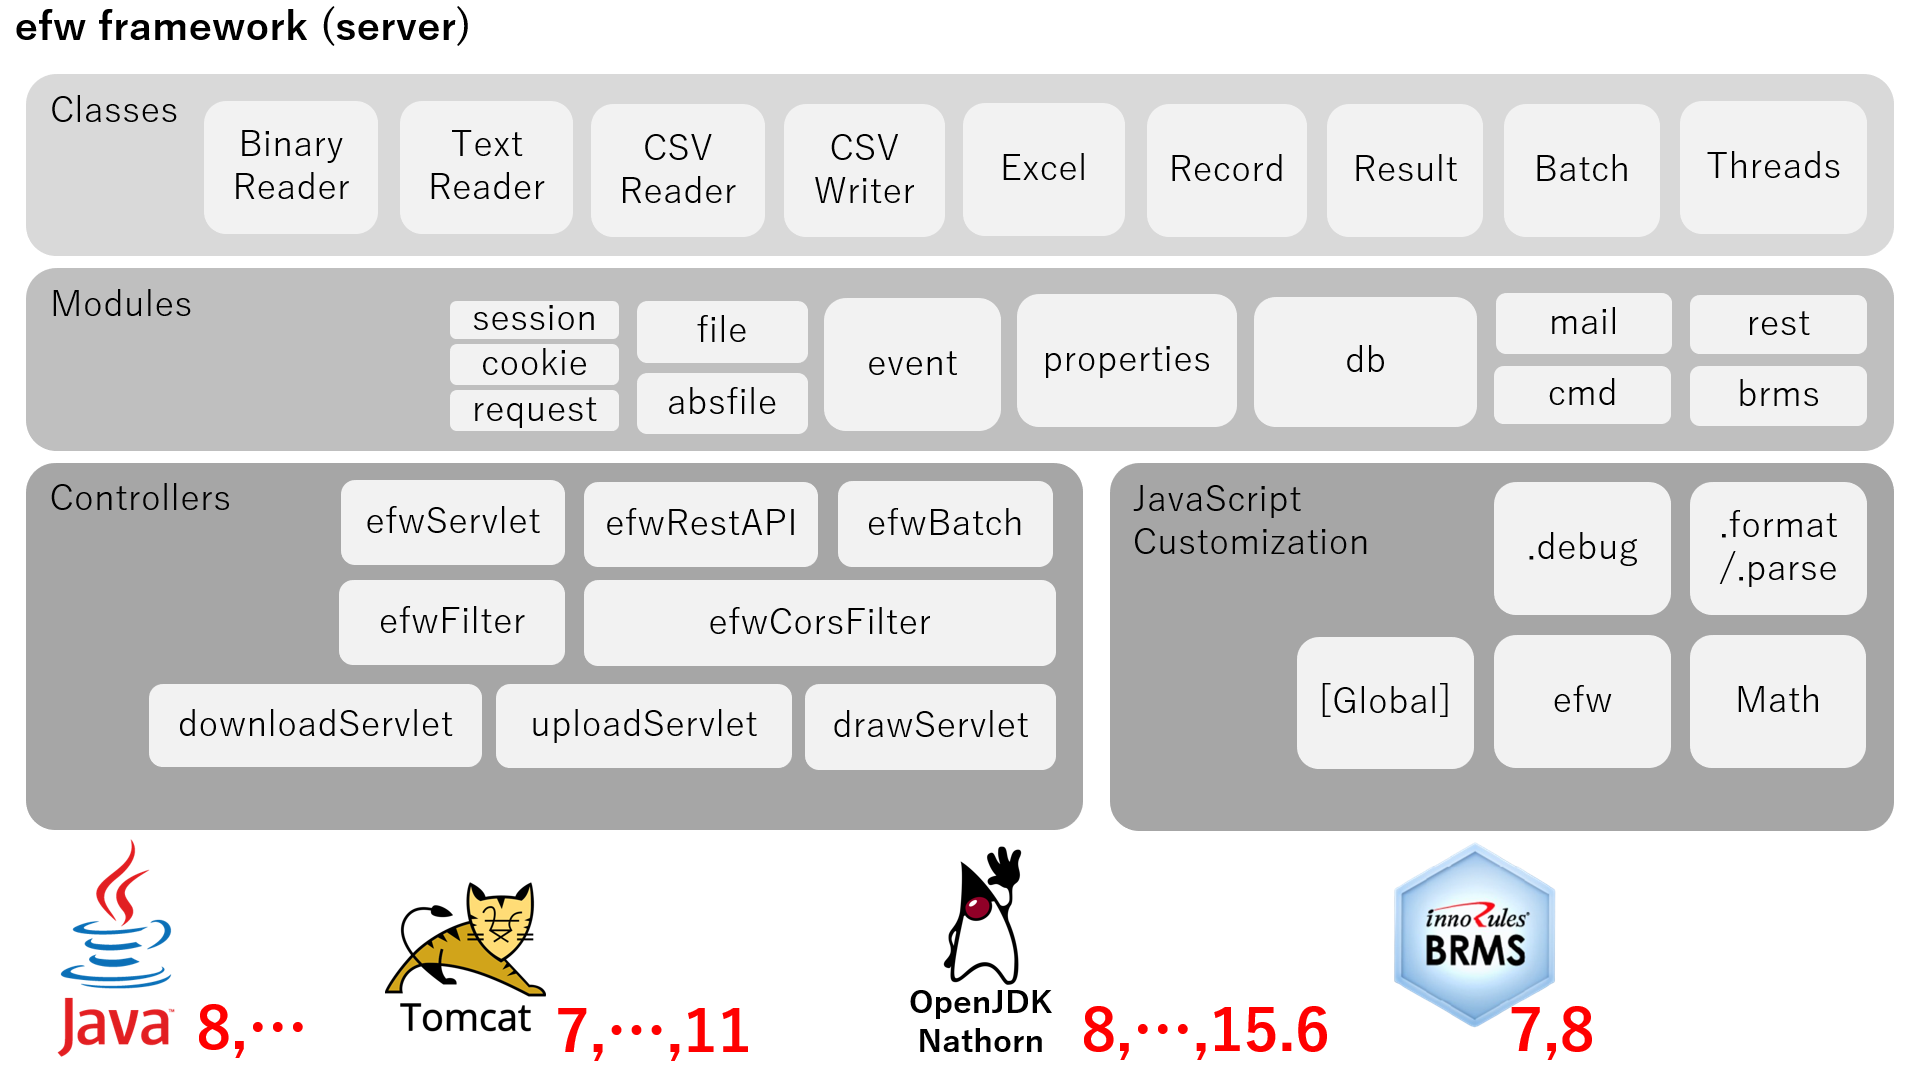 efw framework (server)
Classes
Binary
Reader
Text
Reader
CSV
Reader
CSV
Writer
Excel
Record
Result
Batch
Threads
Modules
session
cookie
request
file
absfile
event
properties
db
mail
cmd
rest
brms
Controllers
efwServlet
efwRestAPI
efwBatch
efwFilter
efwCorsFilter
downloadServlet
uploadServlet
drawServlet
JavaScript
Customization
.debug
.format
/.parse
[Global]
efw
Math
Java™
8,…
Tomcat
7,…,11
OpenJDK
Nathorn
8,…,15.6
innoRules®
BRMS
7,8